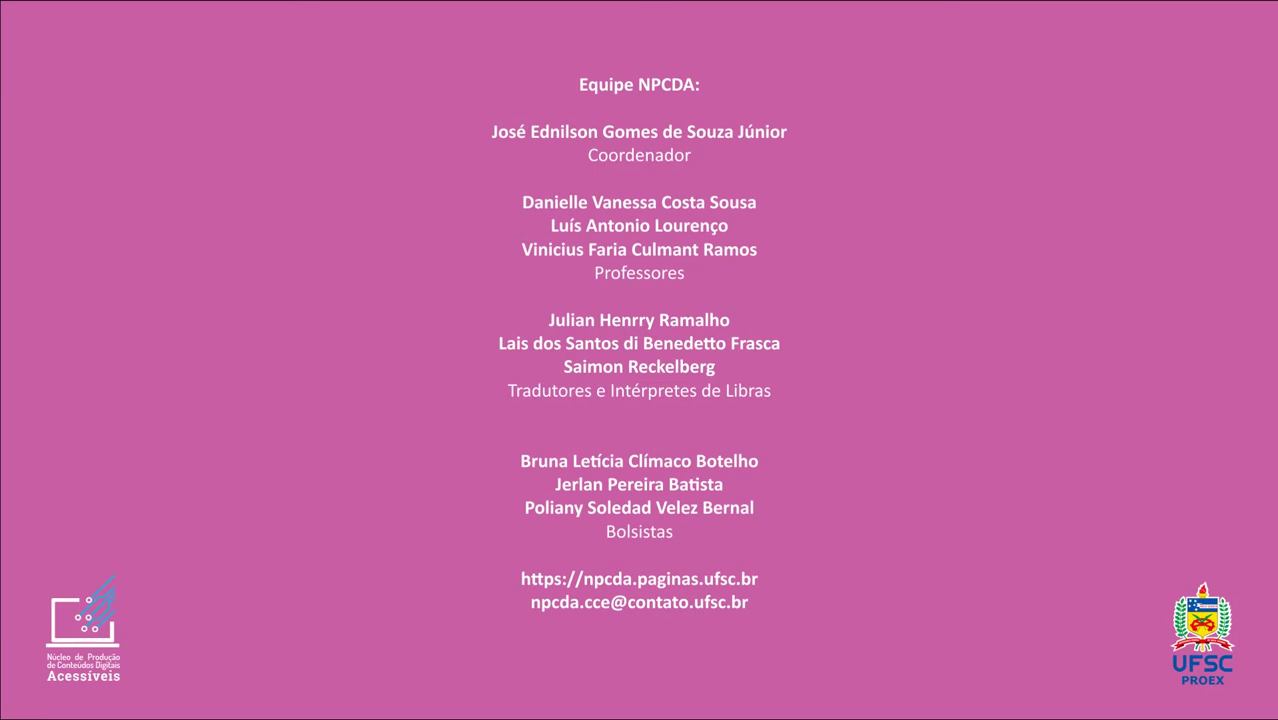 Equipe NPCDA:
José Ednilson Gomes de Souza Júnior
Coordenador
Danielle Vanessa Costa Sousa
Luís Antonio Lourenço
Vinicius Faria Culmant Ramos
Professores
Julian Henrry Ramalho
Lais dos Santos di Benedetto Frasca
Saimon Reckelberg
Tradutores e Intérpretes de Libras
Bruna Letícia Clímaco Botelho
Jerlan Pereira Batista
Poliany Soledad Velez Bernal
Bolsistas
https://npcda.paginas.ufsc.br
npcda.cce@contato.ufsc.br
Núcleo de Produção
de Conteúdos Digitais
Acessíveis
UFSC
PROEX